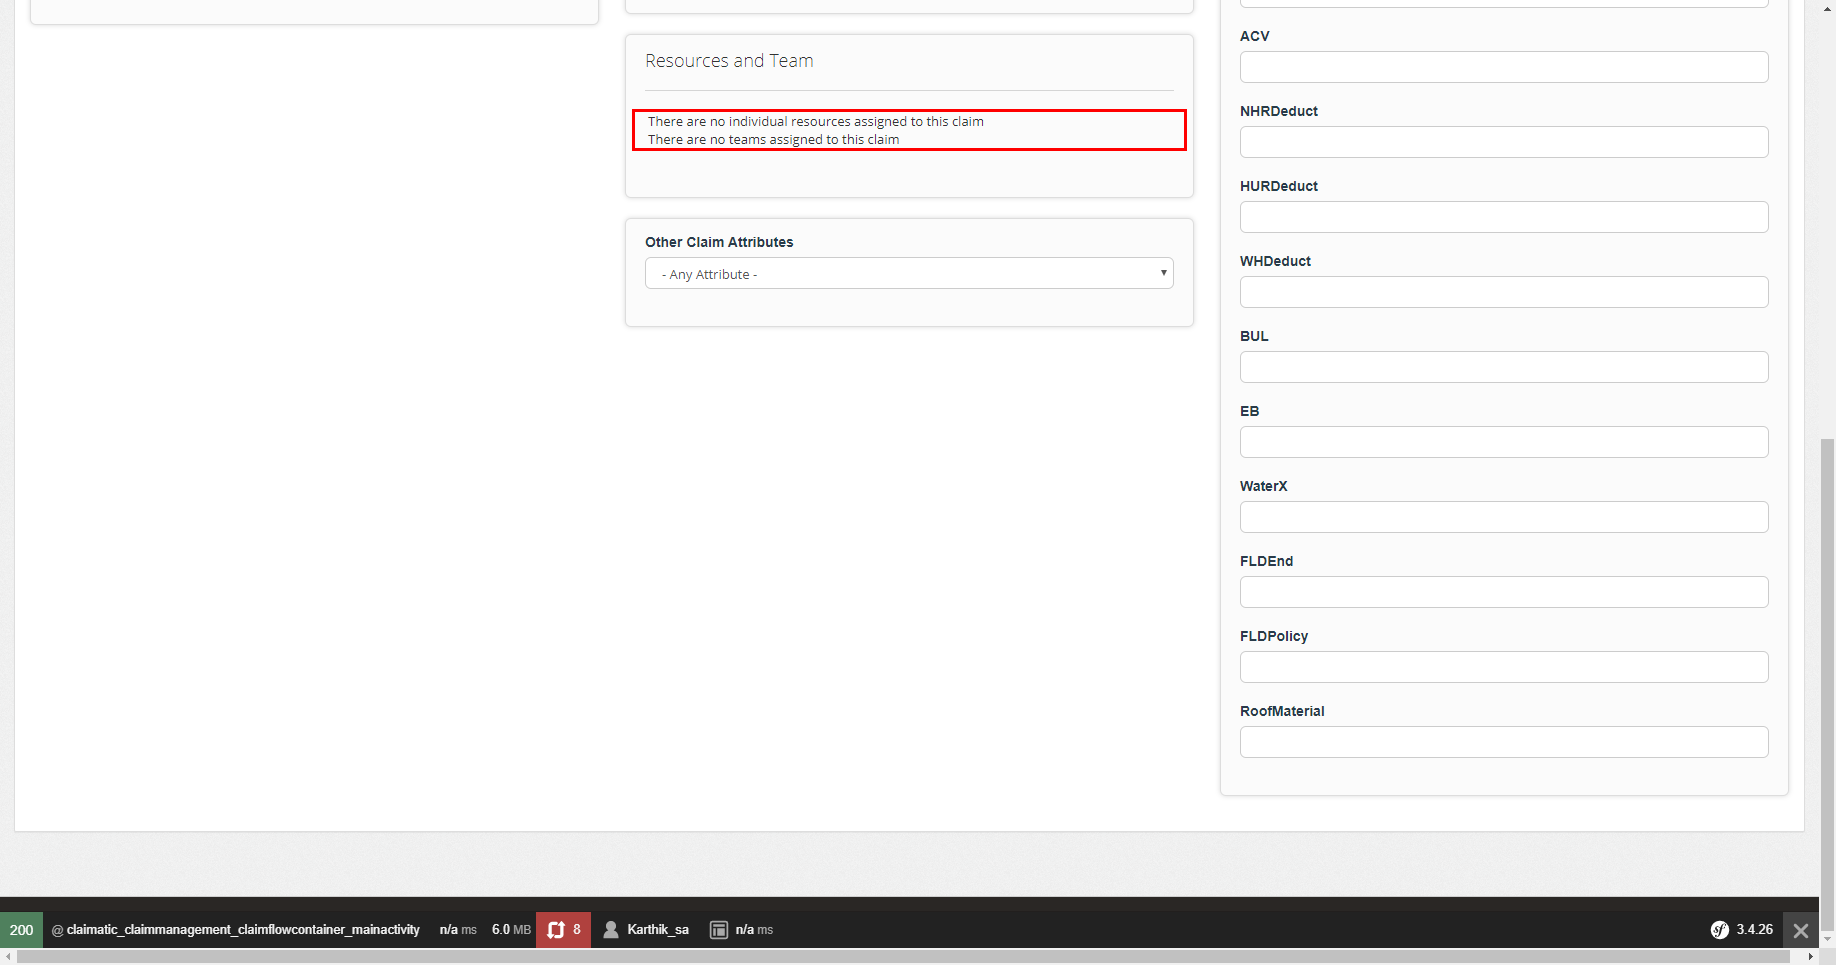 Resources and Team
There are no individual resources assigned to this claim
There are no teams assigned to this claim
Other Claim Attributes
- Any Attribute -
ACV
NHRDeduct
HURDeduct
WHDeduct
BUL
EB
WaterX
FLDEnd
FLDPolicy
RoofMaterial
200 @ claimatic_claimmanagement_claimflowcontainer_mainactivity n/a ms 6.0 MB 8 Karthik_sa n/a ms sf 3.4.26